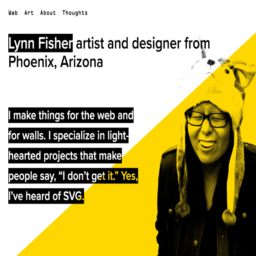 Web Art About Thoughts
Lynn Fisher artist and designer from
Phoenix, Arizona
I make things for the web and
for walls. I specialize in light-
hearted projects that make
people say, “I don’t get it.” Yes,
I’ve heard of SVG.